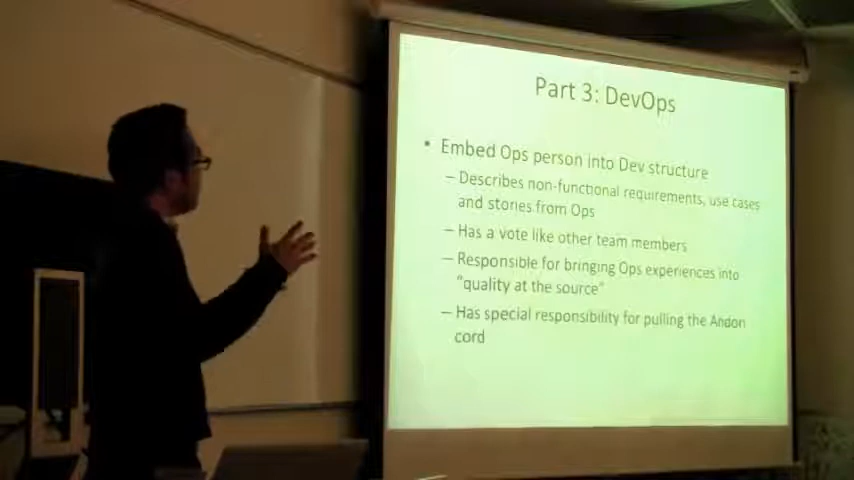 Part 3: DevOps
• Embed Ops person into Dev structure
– Describes non-functional requirements, use cases
and stories from Ops
– Has a vote like other team members
– Responsible for bringing Ops experiences into
"quality at the source"
– Has special responsibility for pulling the Andon
cord